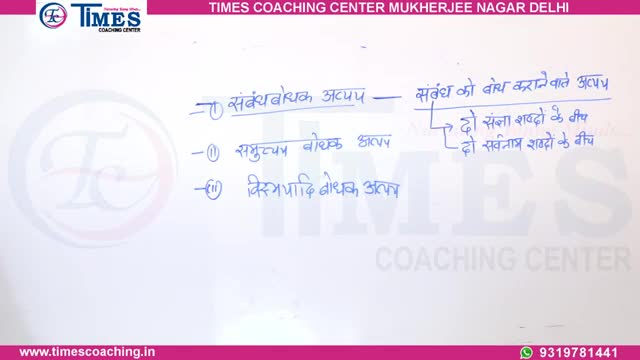 TIMES COACHING CENTER MUKHERJEE NAGAR DELHI
TIMES
COACHING CENTER
(I) संबंधबोधक अव्यय — संबंध को बोध कराने वाले अव्यय
→ दो संज्ञा शब्दों के बीच
→ दो सर्वनाम शब्दों के बीच
(II) समुच्चय बोधक अव्यय
(III) विस्मयादि बोधक अव्यय
TIMES
COACHING CENTER
www.timescoaching.in
9319781441